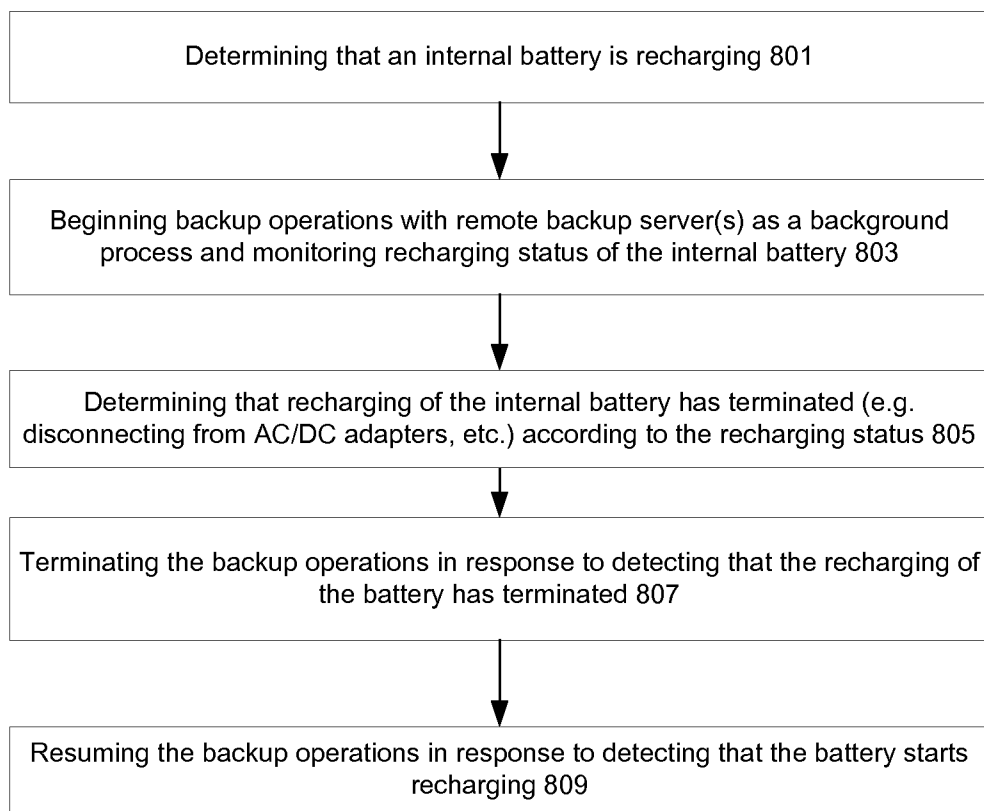 Determining that an internal battery is recharging 801
Beginning backup operations with remote backup server(s) as a background
process and monitoring recharging status of the internal battery 803
Determining that recharging of the internal battery has terminated (e.g.
disconnecting from AC/DC adapters, etc.) according to the recharging status 805
Terminating the backup operations in response to detecting that the recharging of
the battery has terminated 807
Resuming the backup operations in response to detecting that the battery starts
recharging 809